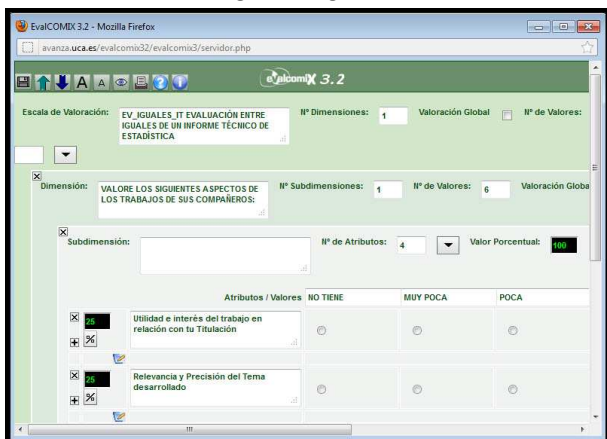 EvalCOMIX 3.2 - Mozilla Firefox
avanza.uca.es/evalcomix32/evalcomix3/servidor.php
A A
evalcomiX 3.2
Escala de Valoración: EV_IGUALES_IT EVALUACIÓN ENTRE IGUALES DE UN INFORME TÉCNICO DE ESTADÍSTICA Nº Dimensiones: 1 Valoración Global Nº de Valores:
Dimensión: VALORE LOS SIGUIENTES ASPECTOS DE LOS TRABAJOS DE SUS COMPAÑEROS: Nº Subdimensiones: 1 Nº de Valores: 6 Valoración Globa
Subdimensión: Nº de Atributos: 4 Valor Porcentual: 100
Atributos / Valores NO TIENE MUY POCA POCA
25 Utilidad e interés del trabajo en
% relación con tu Titulación
25 Relevancia y Precisión del Tema
% desarrollado